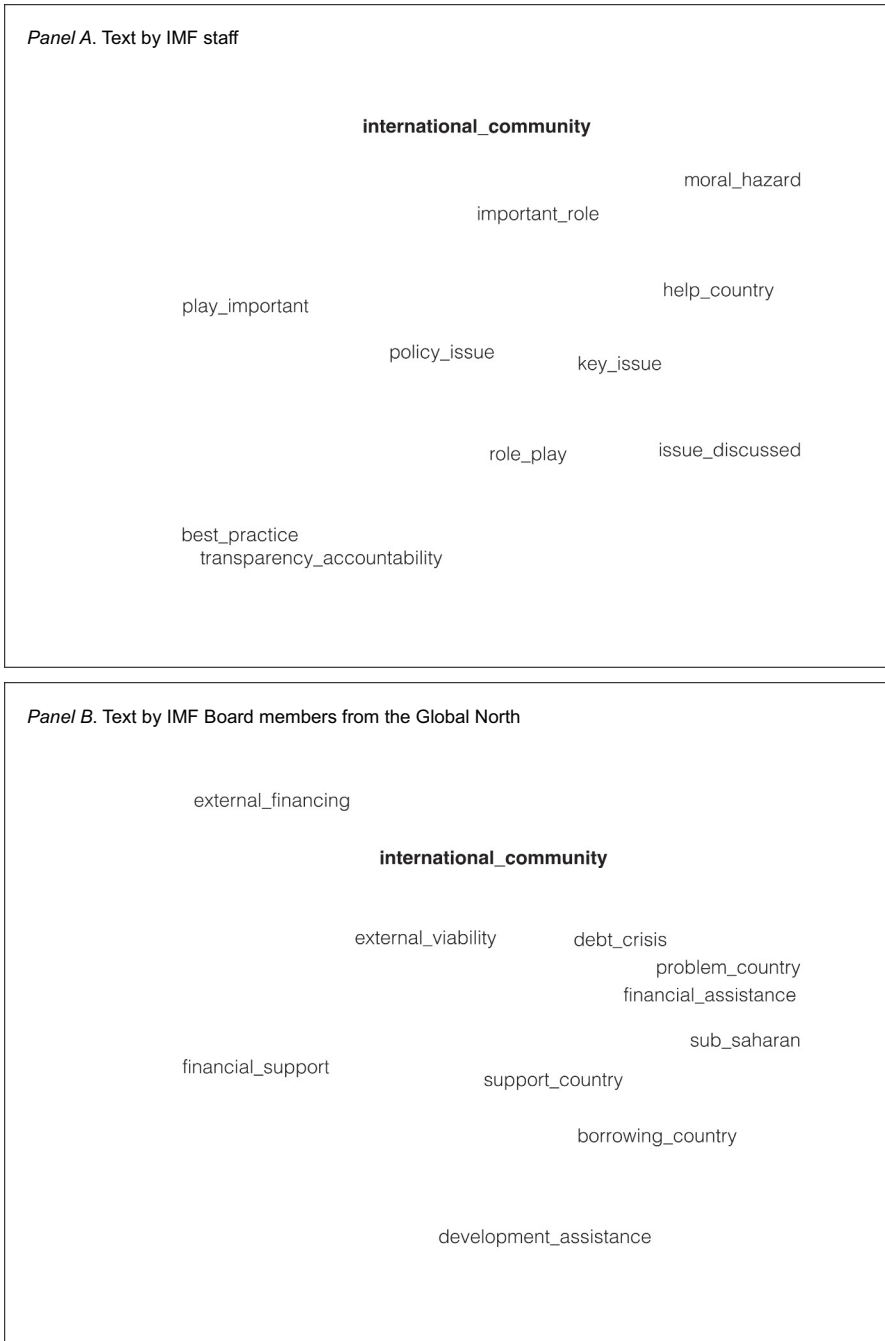 Panel A. Text by IMF staff
international_community
moral_hazard
important_role
help_country
play_important
policy_issue
key_issue
issue_discussed
role_play
best_practice
transparency_accountability
Panel B. Text by IMF Board members from the Global North
external_financing
international_community
external_viability
debt_crisis
problem_country
financial_assistance
sub_saharan
financial_support
support_country
borrowing_country
development_assistance